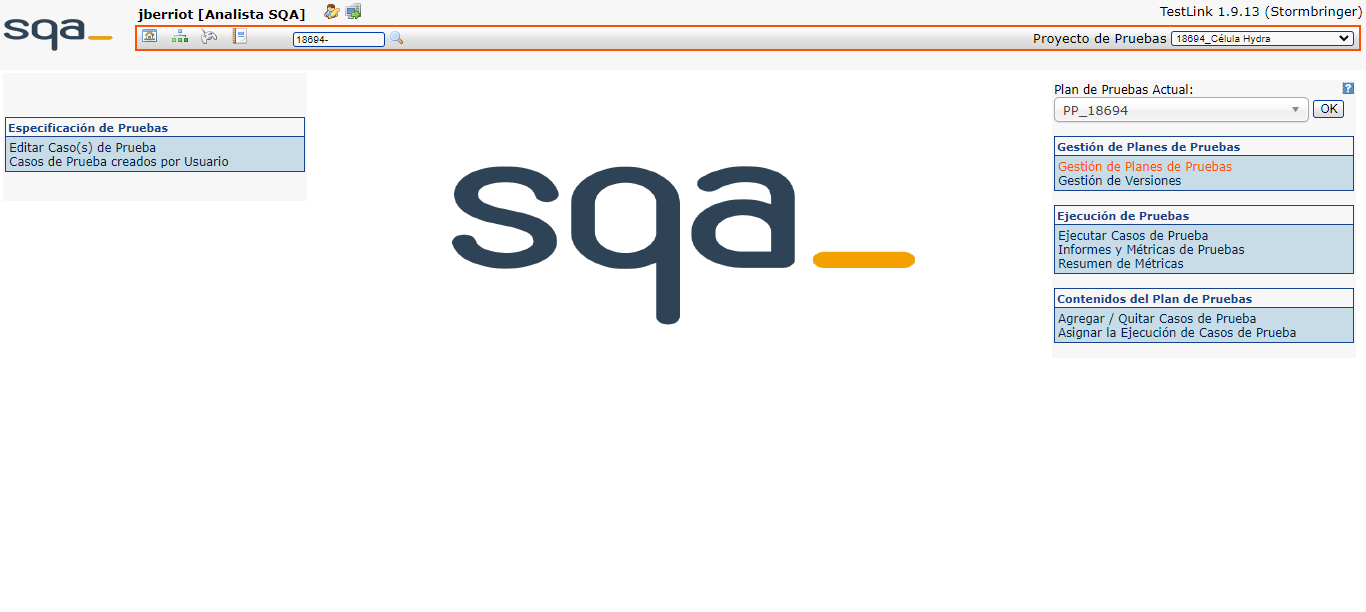 sqa_
jberriot [Analista SQA]
TestLink 1.9.13 (Stormbringer)
18694-
Proyecto de Pruebas 18694_Célula Hydra
Especificación de Pruebas
Editar Caso(s) de Prueba
Casos de Prueba creados por Usuario
sqa_
Plan de Pruebas Actual:
?
PP_18694
OK
Gestión de Planes de Pruebas
Gestión de Planes de Pruebas
Gestión de Versiones
Ejecución de Pruebas
Ejecutar Casos de Prueba
Informes y Métricas de Pruebas
Resumen de Métricas
Contenidos del Plan de Pruebas
Agregar / Quitar Casos de Prueba
Asignar la Ejecución de Casos de Prueba